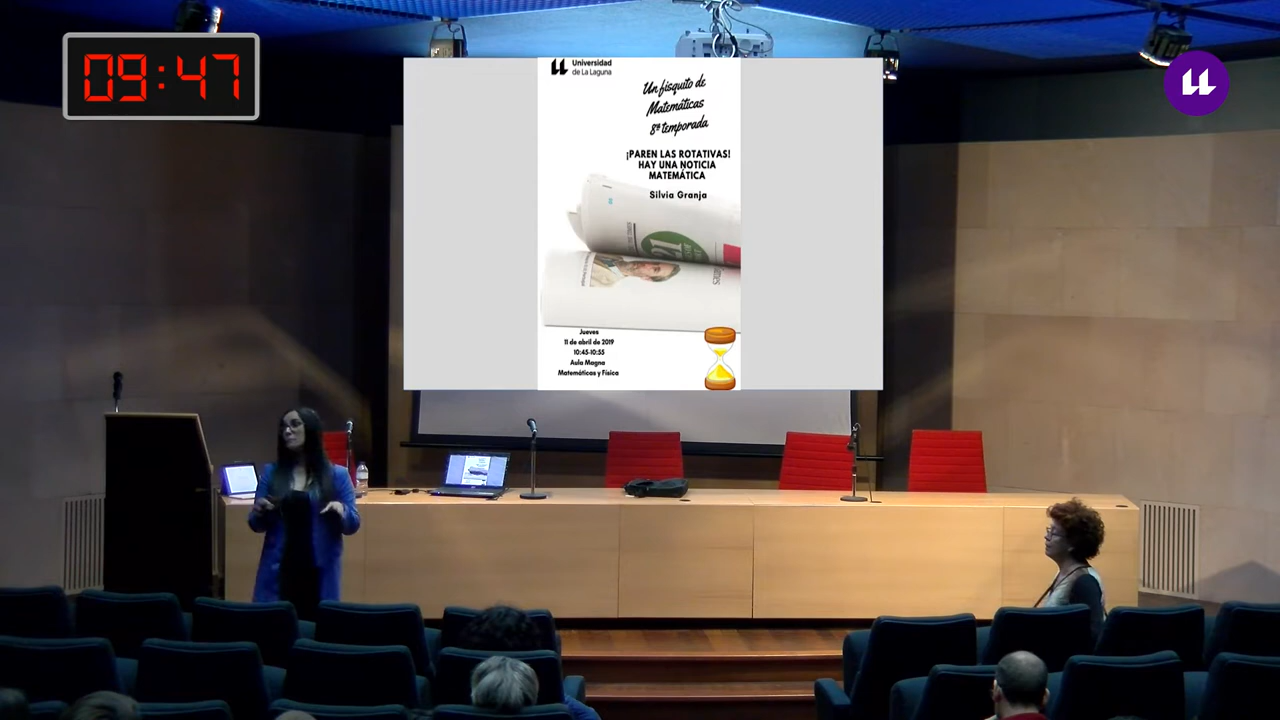 09:47
Universidad
de La Laguna
Un fisquito de
Matemáticas
8ª temporada
¡PAREN LAS ROTATIVAS!
HAY UNA NOTICIA
MATEMÁTICA
Silvia Granja
21
Jueves
11 de abril de 2019
10:45-10:55
Aula Magna
Matemáticas y Física